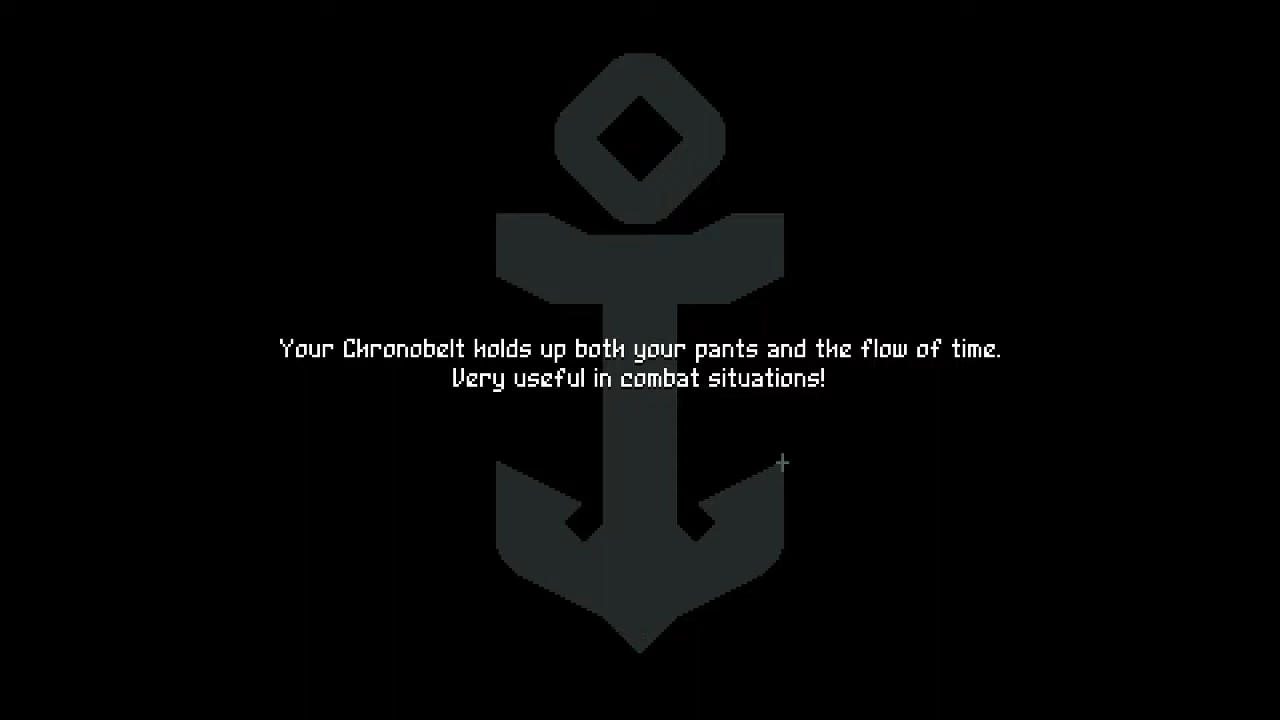 Your Chronobelt holds up both your pants and the flow of time.
Very useful in combat situations!